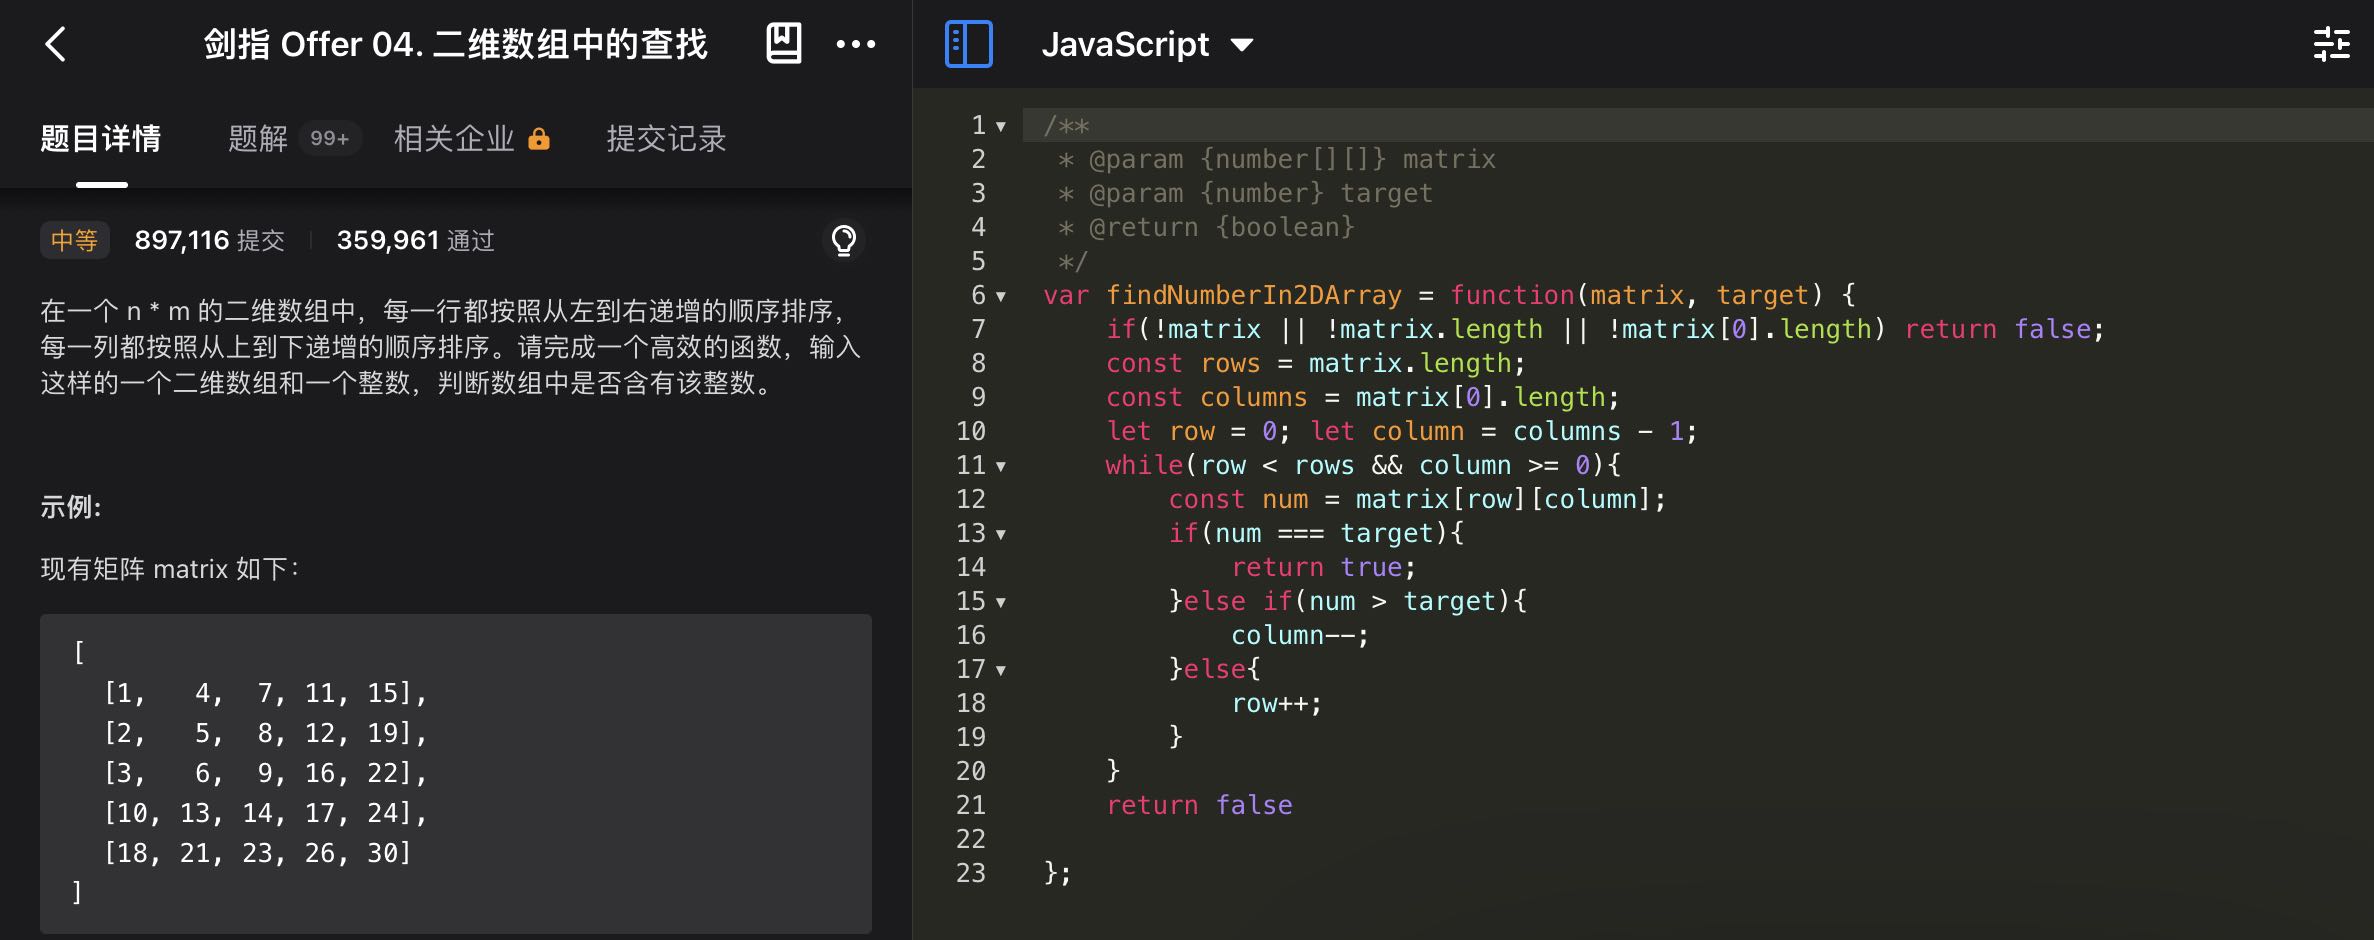 剑指 Offer 04. 二维数组中的查找
题目详情 题解 99+ 相关企业 提交记录
中等 897,116 提交 359,961 通过
在一个 n * m 的二维数组中，每一行都按照从左到右递增的顺序排序，
每一列都按照从上到下递增的顺序排序。请完成一个高效的函数，输入
这样的一个二维数组和一个整数，判断数组中是否含有该整数。
示例:
现有矩阵 matrix 如下：
[
  [1,   4,  7, 11, 15],
  [2,   5,  8, 12, 19],
  [3,   6,  9, 16, 22],
  [10, 13, 14, 17, 24],
  [18, 21, 23, 26, 30]
]
JavaScript
1 /**
2  * @param {number[][]} matrix
3  * @param {number} target
4  * @return {boolean}
5  */
6 var findNumberIn2DArray = function(matrix, target) {
7     if(!matrix || !matrix.length || !matrix[0].length) return false;
8     const rows = matrix.length;
9     const columns = matrix[0].length;
10     let row = 0; let column = columns - 1;
11     while(row < rows && column >= 0){
12         const num = matrix[row][column];
13         if(num === target){
14             return true;
15         }else if(num > target){
16             column--;
17         }else{
18             row++;
19         }
20     }
21     return false
22
23 };